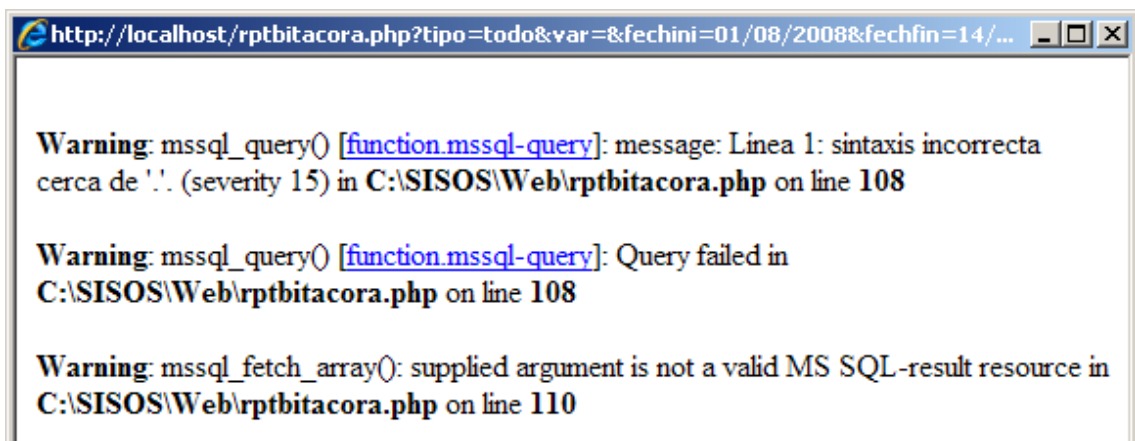 http://localhost/rptbitacora.php?tipo=todo&var=&fechini=01/08/2008&fechfin=14/...
Warning: mssql_query() [function.mssql-query]: message: Línea 1: sintaxis incorrecta
cerca de '.'. (severity 15) in C:\SISOS\Web\rptbitacora.php on line 108
Warning: mssql_query() [function.mssql-query]: Query failed in
C:\SISOS\Web\rptbitacora.php on line 108
Warning: mssql_fetch_array(): supplied argument is not a valid MS SQL-result resource in
C:\SISOS\Web\rptbitacora.php on line 110